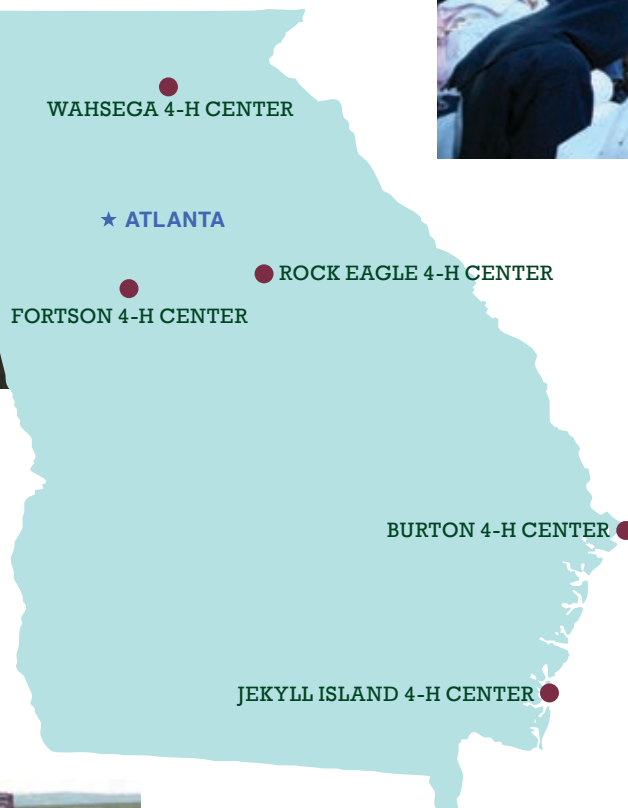 WAHSEGA 4-H CENTER
ATLANTA
ROCK EAGLE 4-H CENTER
FORTSON 4-H CENTER
BURTON 4-H CENTER
JEKYLL ISLAND 4-H CENTER